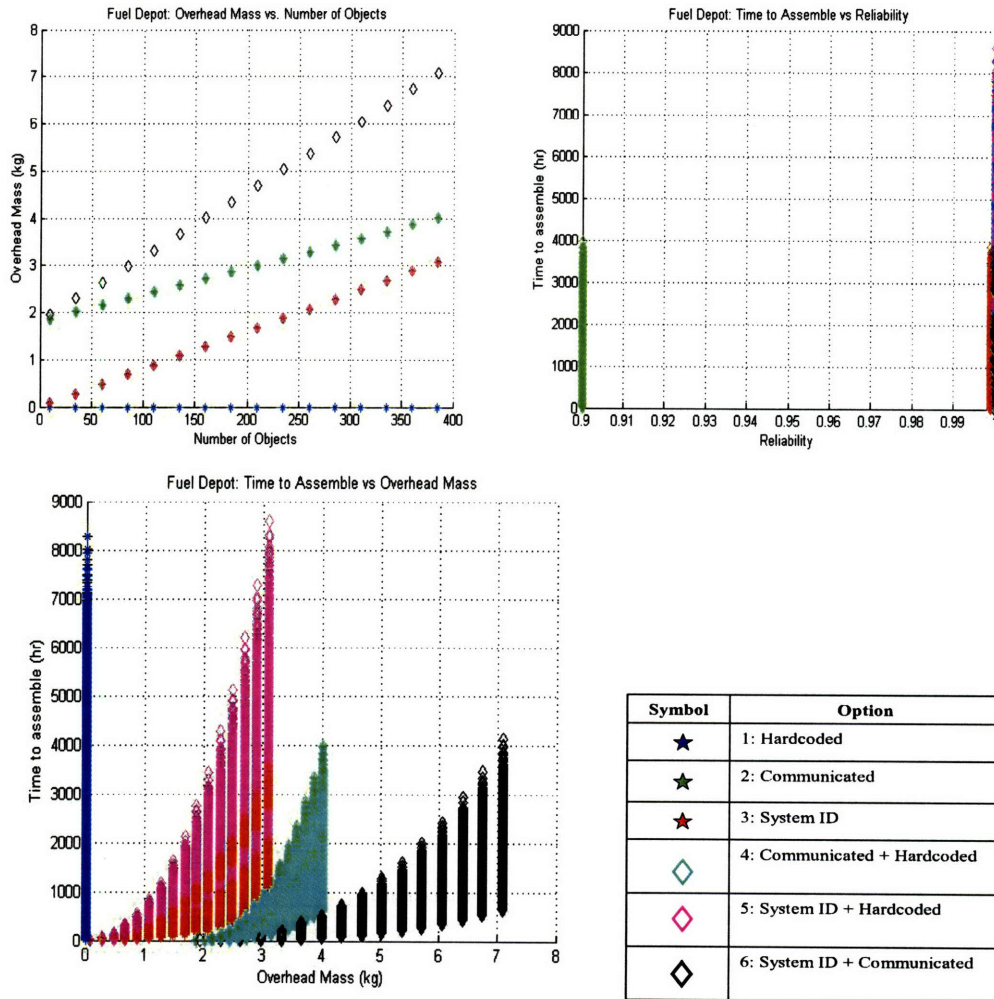 Fuel Depot: Overhead Mass vs. Number of Objects
8
7
6
5
4
3
2
1
0
Overhead Mass (kg)
50 100 150 200 250 300 350 400
Number of Objects
Fuel Depot: Time to Assemble vs Reliability
9000
8000
7000
6000
5000
4000
3000
2000
1000
0
Time to assemble (hr)
0.9 0.91 0.92 0.93 0.94 0.95 0.96 0.97 0.98 0.99
Reliability
Fuel Depot: Time to Assemble vs Overhead Mass
9000
8000
7000
6000
5000
4000
3000
2000
1000
0
Time to assemble (hr)
0 1 2 3 4 5 6 7 8
Overhead Mass (kg)
Symbol Option
1: Hardcoded
2: Communicated
3: System ID
4: Communicated + Hardcoded
5: System ID + Hardcoded
6: System ID + Communicated